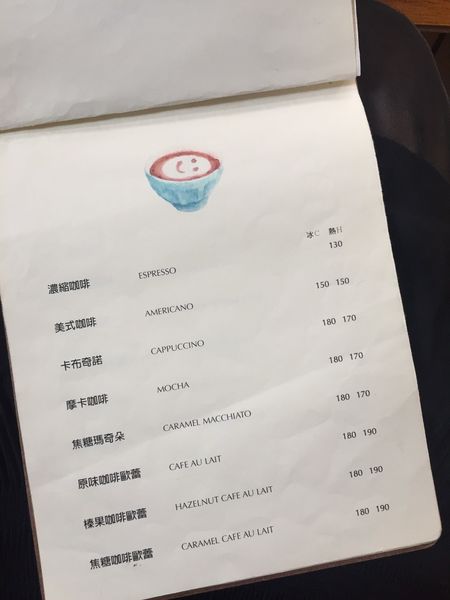 冰C 熱H
濃縮咖啡 ESPRESSO 130
美式咖啡 AMERICANO 150 150
卡布奇諾 CAPPUCCINO 180 170
摩卡咖啡 MOCHA 180 170
焦糖瑪奇朵 CARAMEL MACCHIATO 180 170
原味咖啡歐蕾 CAFE AU LAIT 180 190
榛果咖啡歐蕾 HAZELNUT CAFE AU LAIT 180 190
焦糖咖啡歐蕾 CARAMEL CAFE AU LAIT 180 190